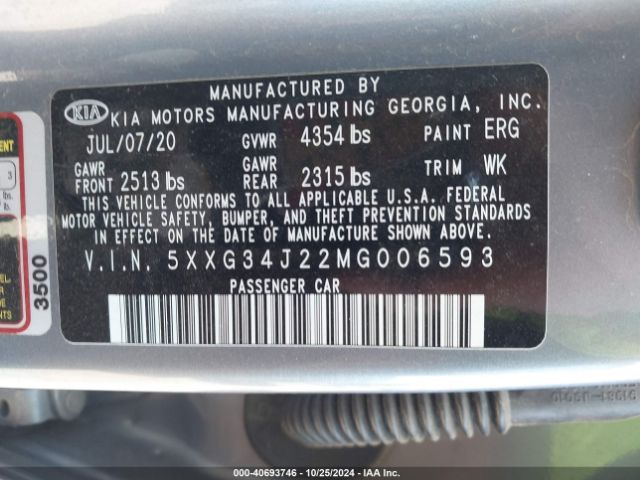 MANUFACTURED BY
KIA KIA MOTORS MANUFACTURING GEORGIA, INC.
JUL/07/20 GVWR 4354 lbs PAINT ERG
GAWR FRONT 2513 lbs GAWR REAR 2315 lbs TRIM WK
THIS VEHICLE CONFORMS TO ALL APPLICABLE U.S.A. FEDERAL
MOTOR VEHICLE SAFETY, BUMPER, AND THEFT PREVENTION STANDARDS
IN EFFECT ON THE DATE OF MANUFACTURE SHOWN ABOVE.
V.I.N. 5XXG34J22MG006593
PASSENGER CAR
3500
3
lbs.
000-40693746 • 10/25/2024 • IAA Inc.